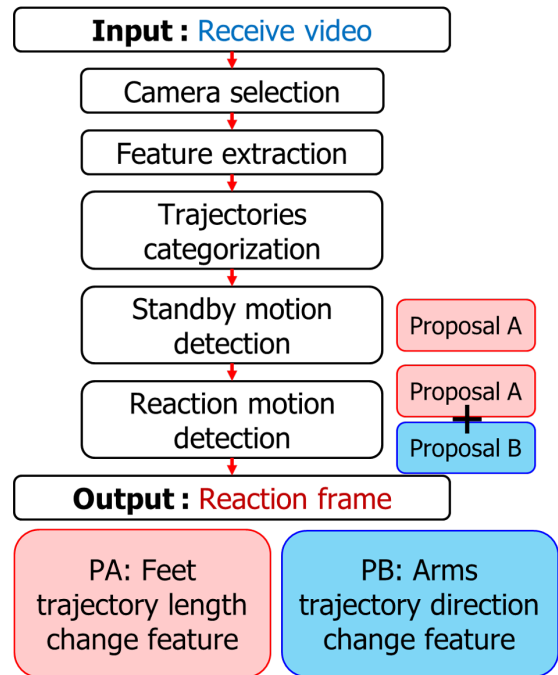 Input : Receive video
Camera selection
Feature extraction
Trajectories
categorization
Standby motion
detection
Proposal A
Reaction motion
detection
Proposal A
+
Proposal B
Output : Reaction frame
PA: Feet
trajectory length
change feature
PB: Arms
trajectory direction
change feature